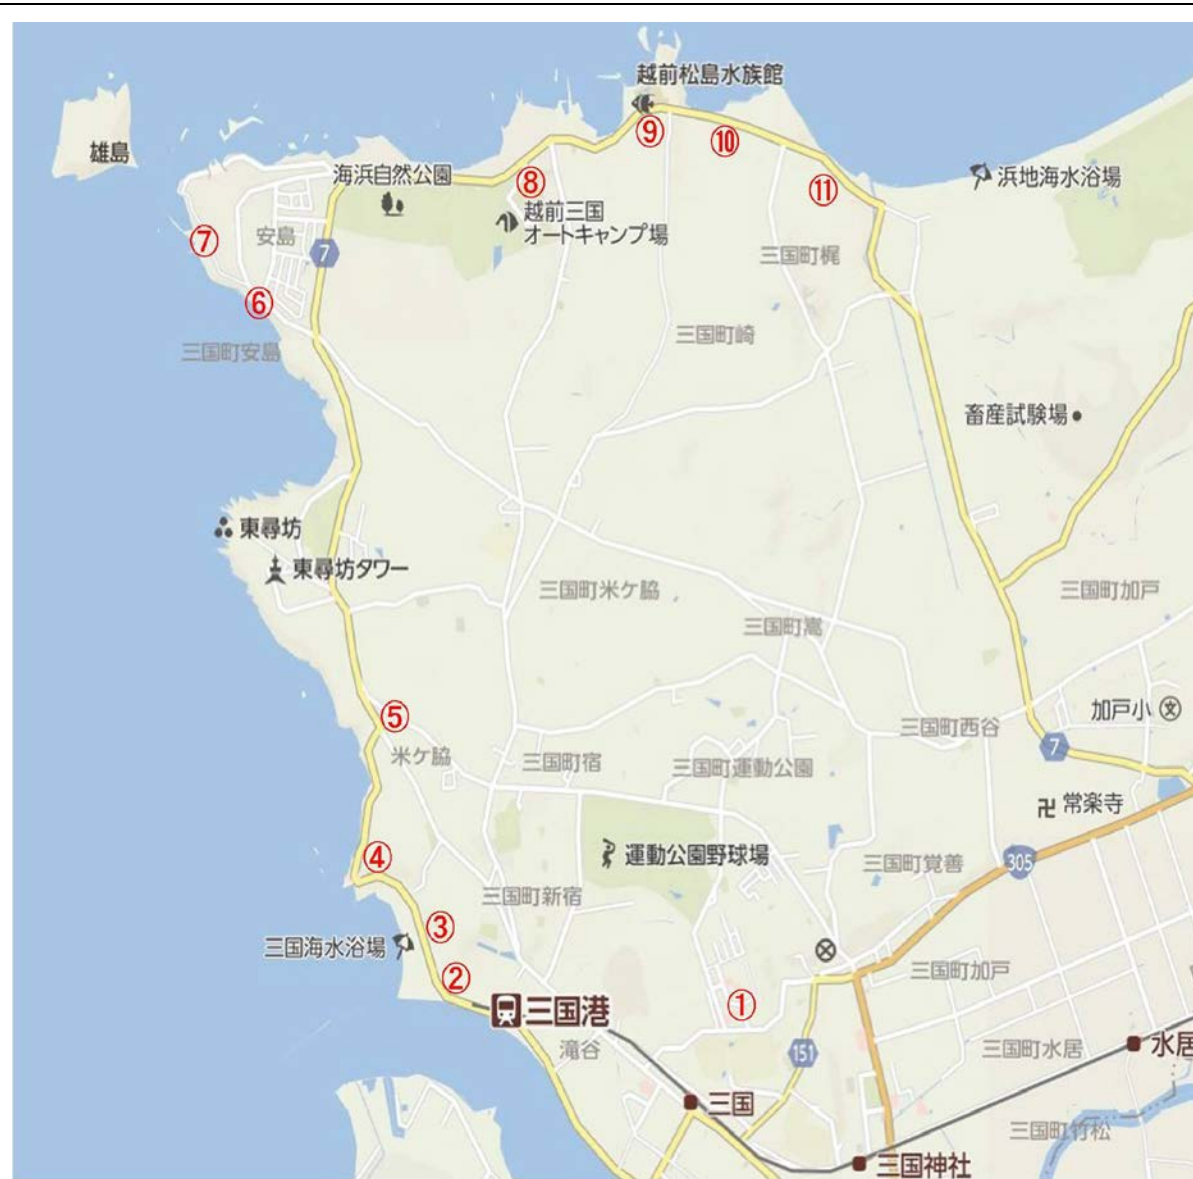 越前松島水族館
⑨
⑩
雄島
海浜自然公園
⑧
⑪
浜地海水浴場
越前三国
オートキャンプ場
⑦
安島
7
三国町梶
⑥
三国町崎
三国町安島
畜産試験場
東尋坊
東尋坊タワー
三国町米ケ脇
三国町加戸
三国町嵩
⑤
加戸小
文
三国町西谷
米ケ脇
三国町宿
三国町運動公園
7
卍
常楽寺
④
運動公園野球場
三国町覚善
305
三国町新宿
③
三国海水浴場
②
三国町加戸
①
三国港
滝谷
151
三国町水居
水居
三国
三国町竹松
三国神社